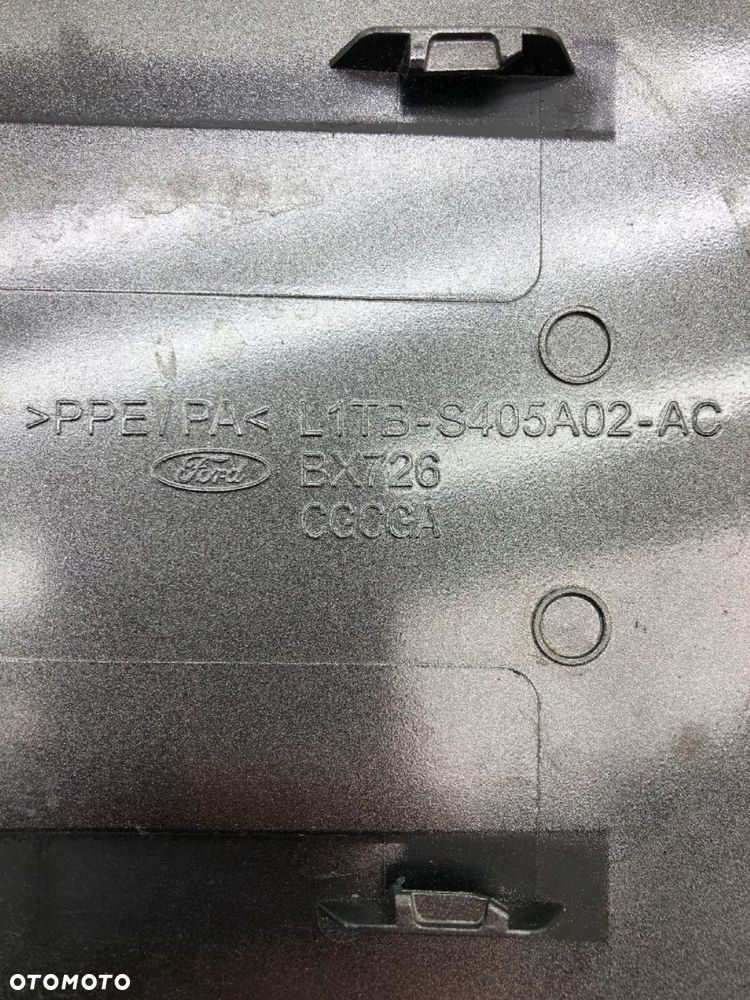 >PPE/PA< L1TB-S405A02-AC
Ford BX726
CGCGA
OTOMOTO